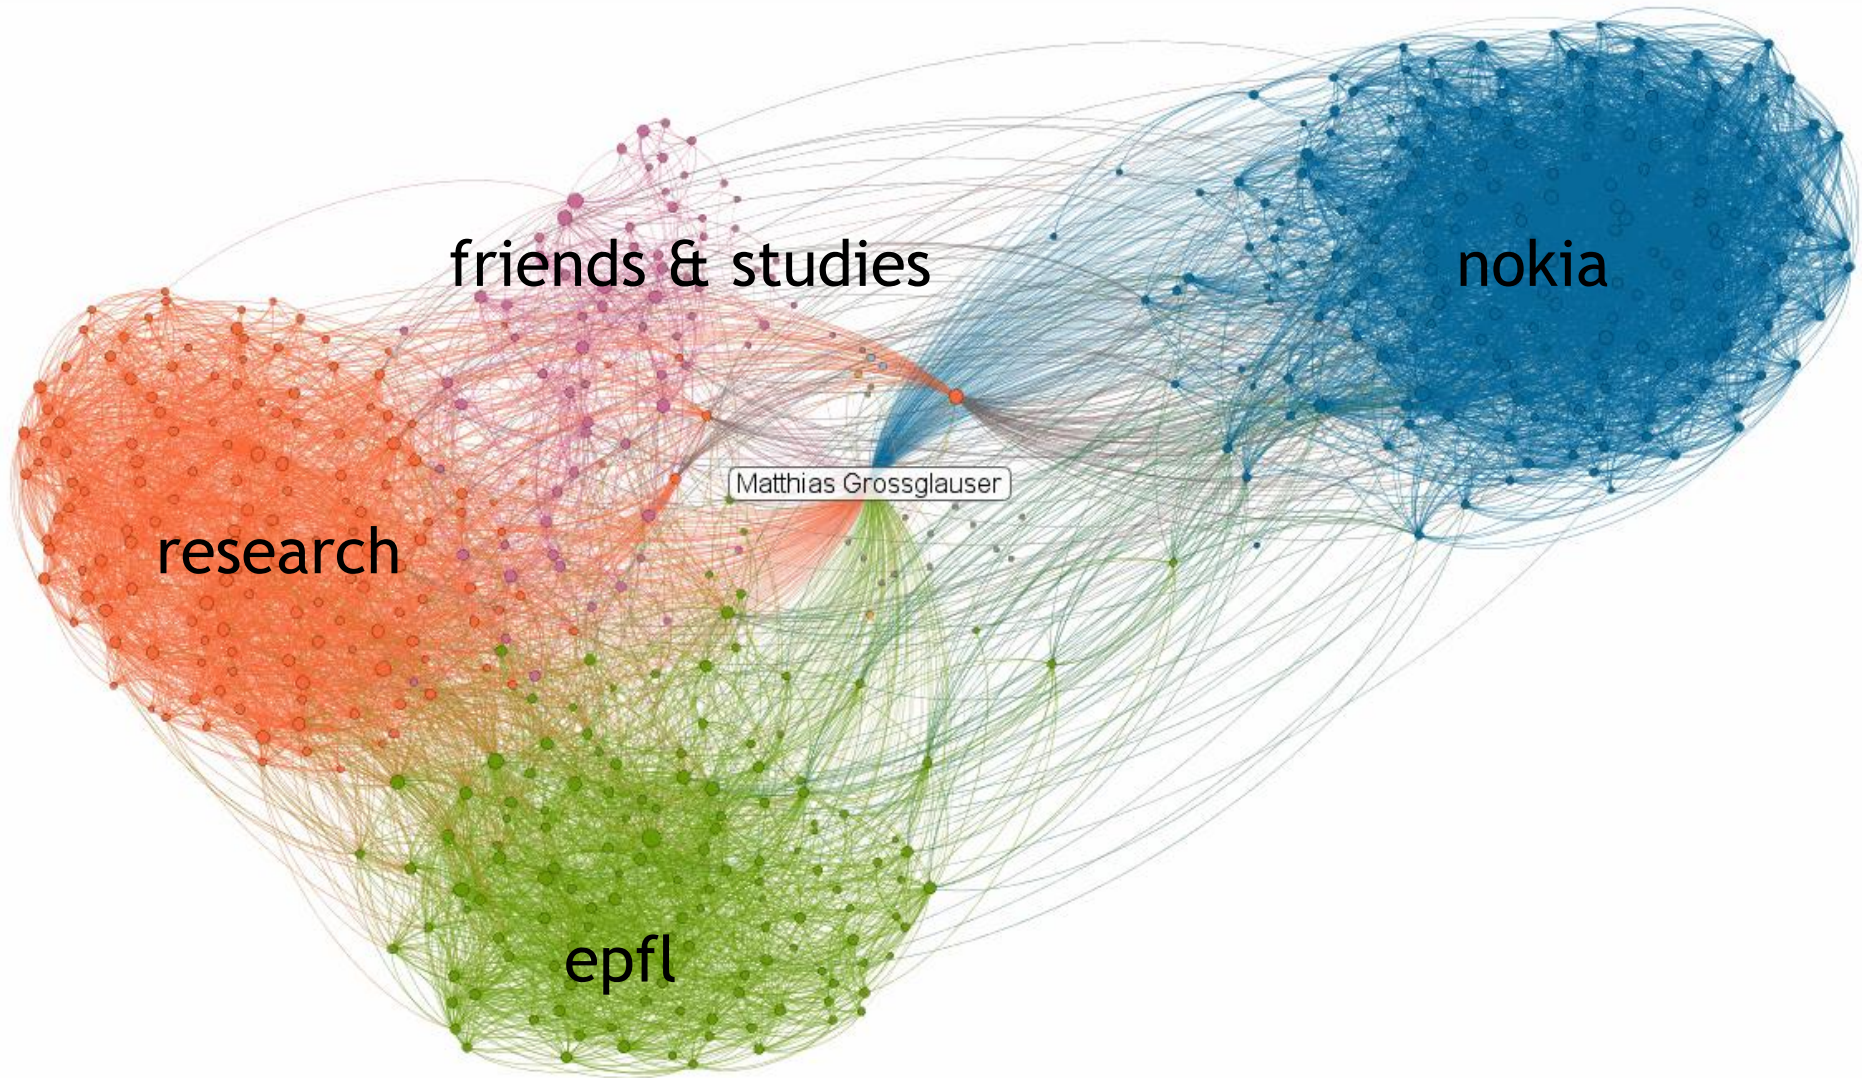 friends & studies
nokia
Matthias Grossglauser
research
epfl